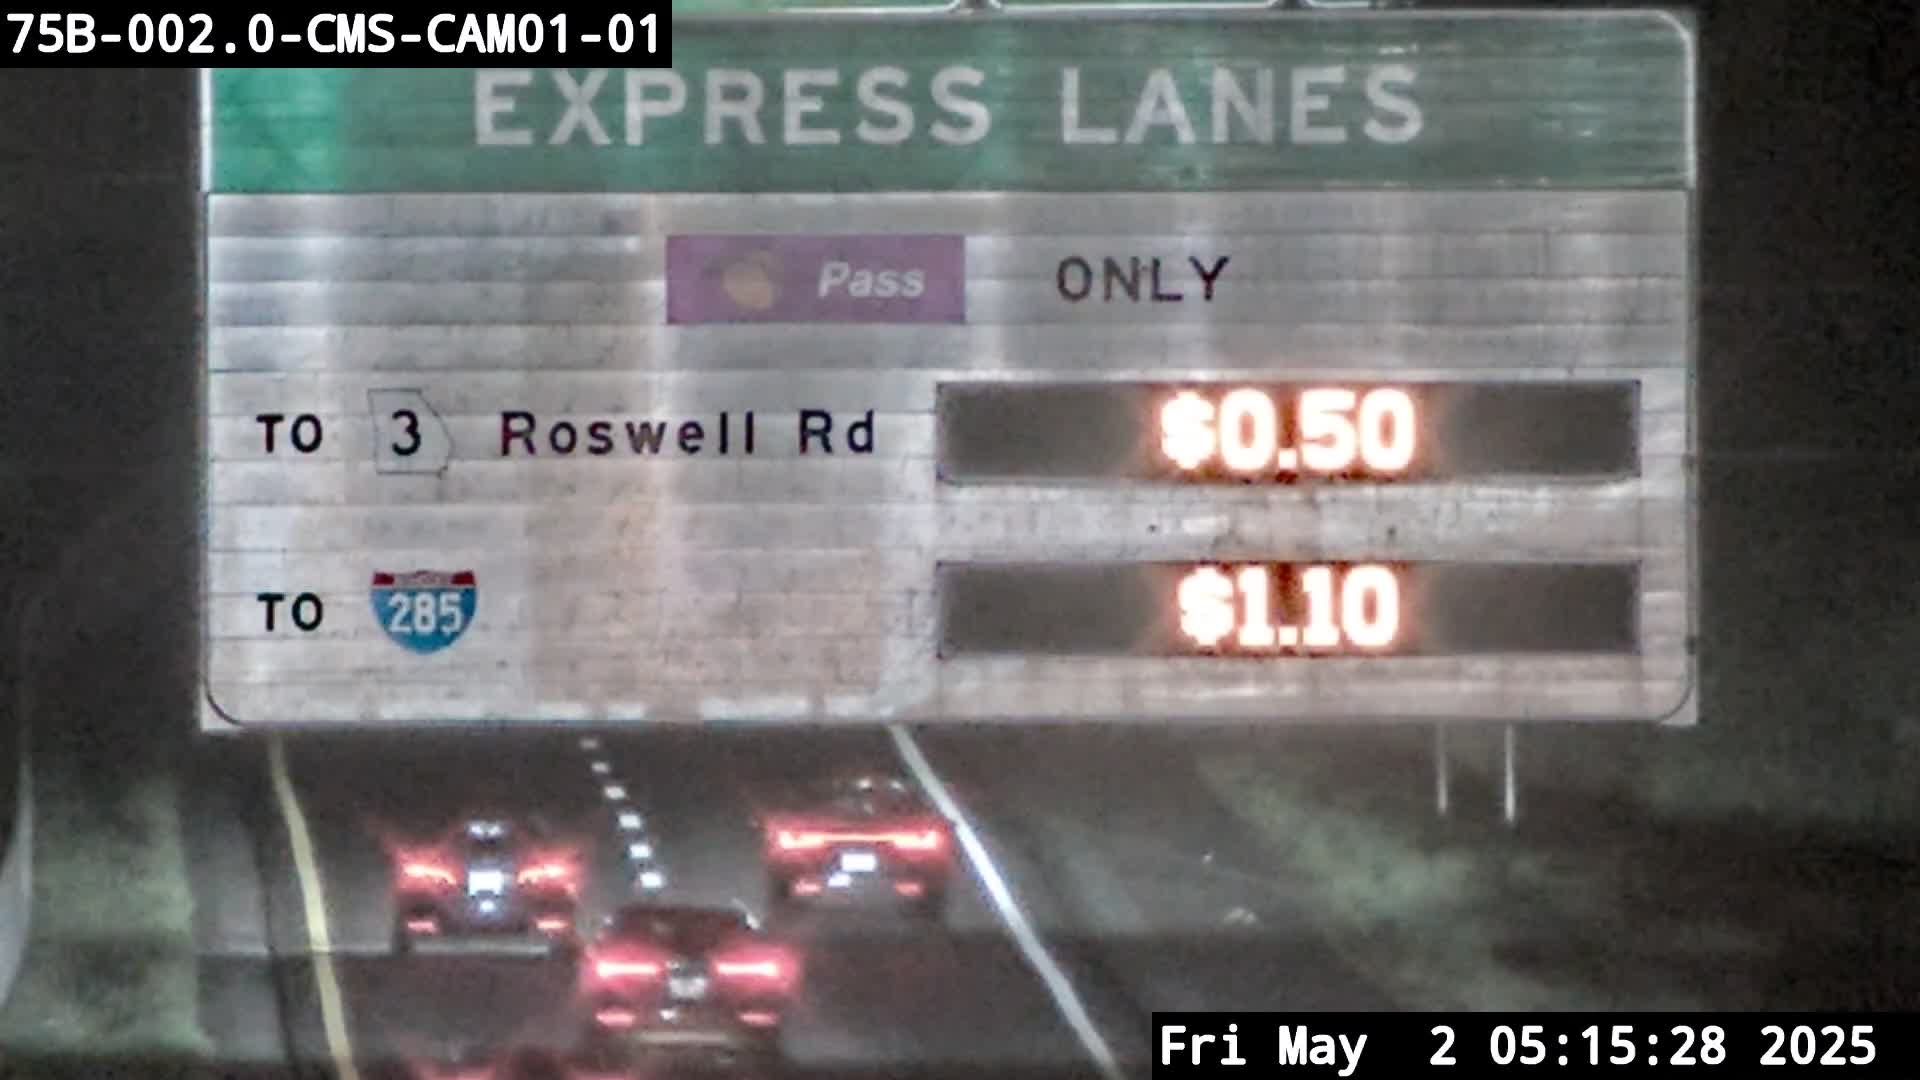 75B-002.0-CMS-CAM01-01
EXPRESS LANES
Pass ONLY
TO 3 Roswell Rd $0.50
TO 285 $1.10
Fri May 2 05:15:28 2025